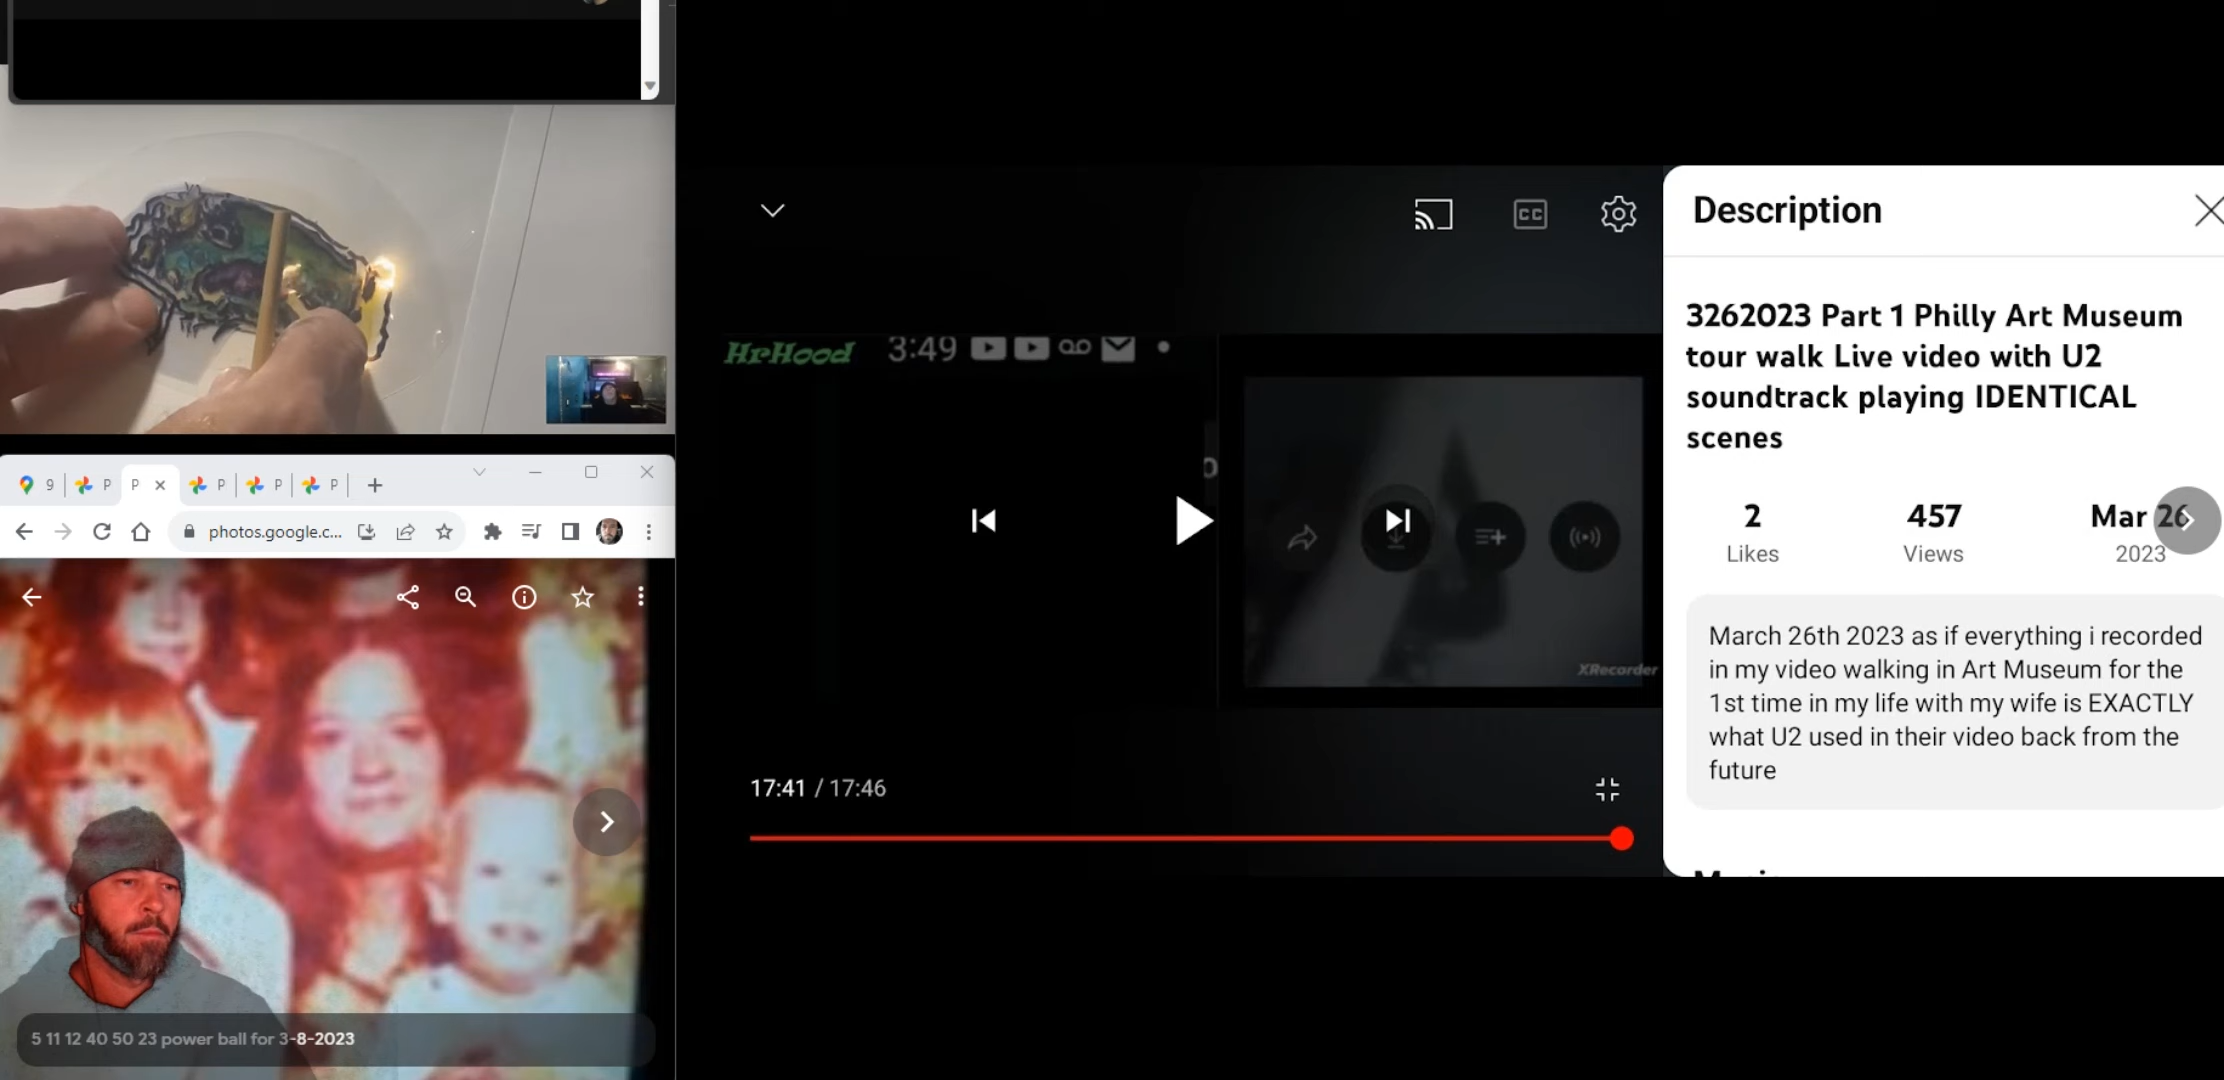 9
P
P
P
P
P
photos.google.c...
5 11 12 40 50 23 power ball for 3-8-2023
HrHood
3:49
CC
XRecorder
17:41 / 17:46
Description
3262023 Part 1 Philly Art Museum
tour walk Live video with U2
soundtrack playing IDENTICAL
scenes
2
457
Mar 26
Likes
Views
2023
March 26th 2023 as if everything i recorded
in my video walking in Art Museum for the
1st time in my life with my wife is EXACTLY
what U2 used in their video back from the
future